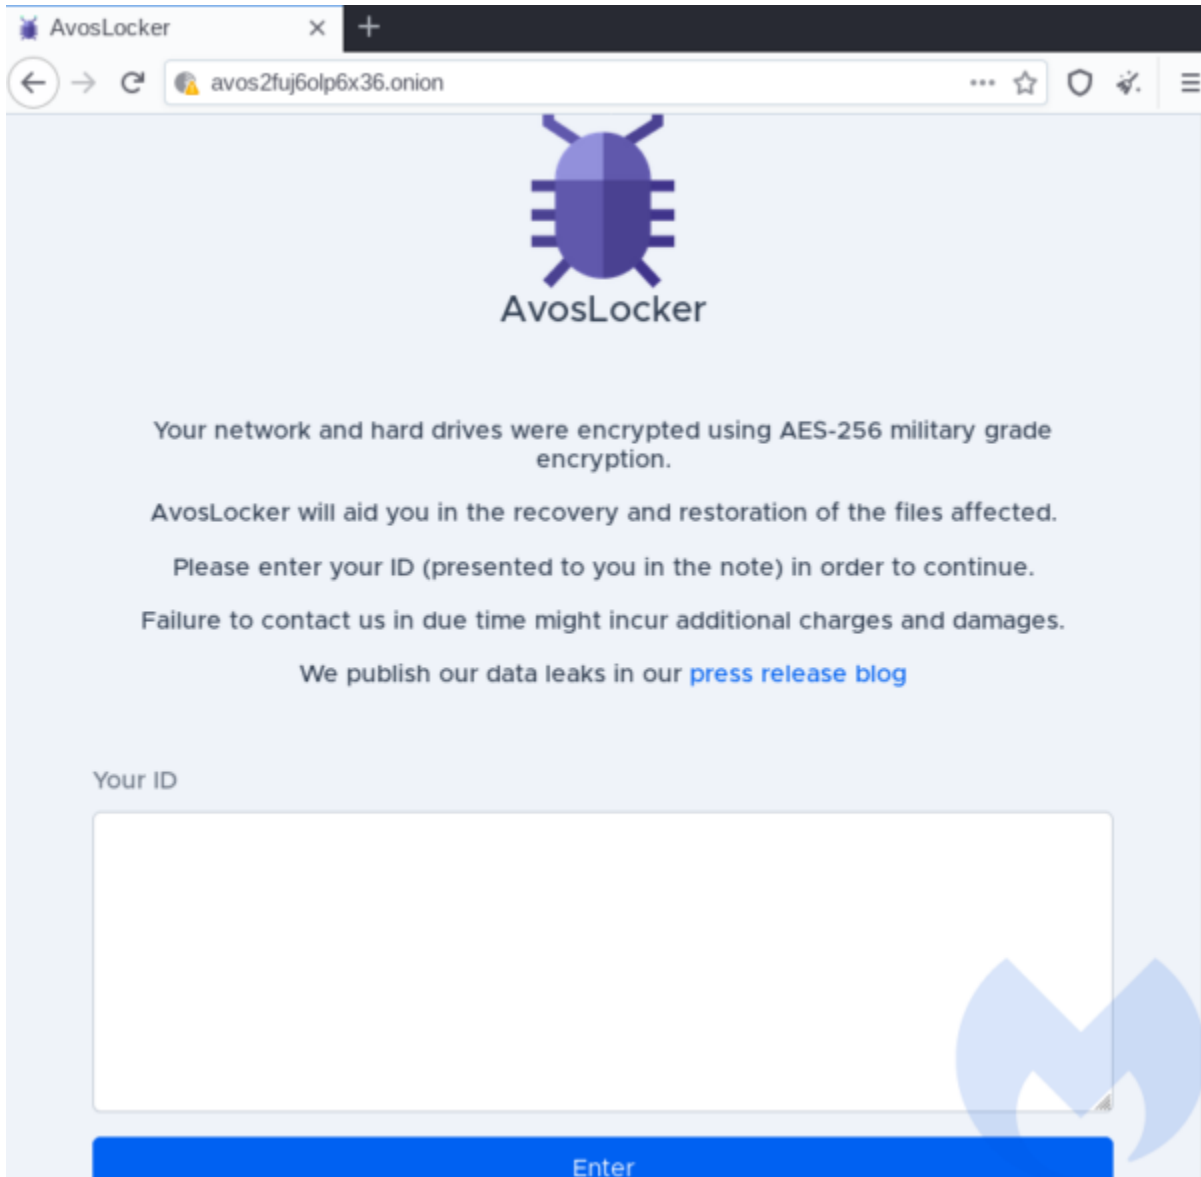 AvosLocker
avos2fuj6olp6x36.onion
AvosLocker
Your network and hard drives were encrypted using AES-256 military grade
encryption.
AvosLocker will aid you in the recovery and restoration of the files affected.
Please enter your ID (presented to you in the note) in order to continue.
Failure to contact us in due time might incur additional charges and damages.
We publish our data leaks in our press release blog
Your ID
Enter